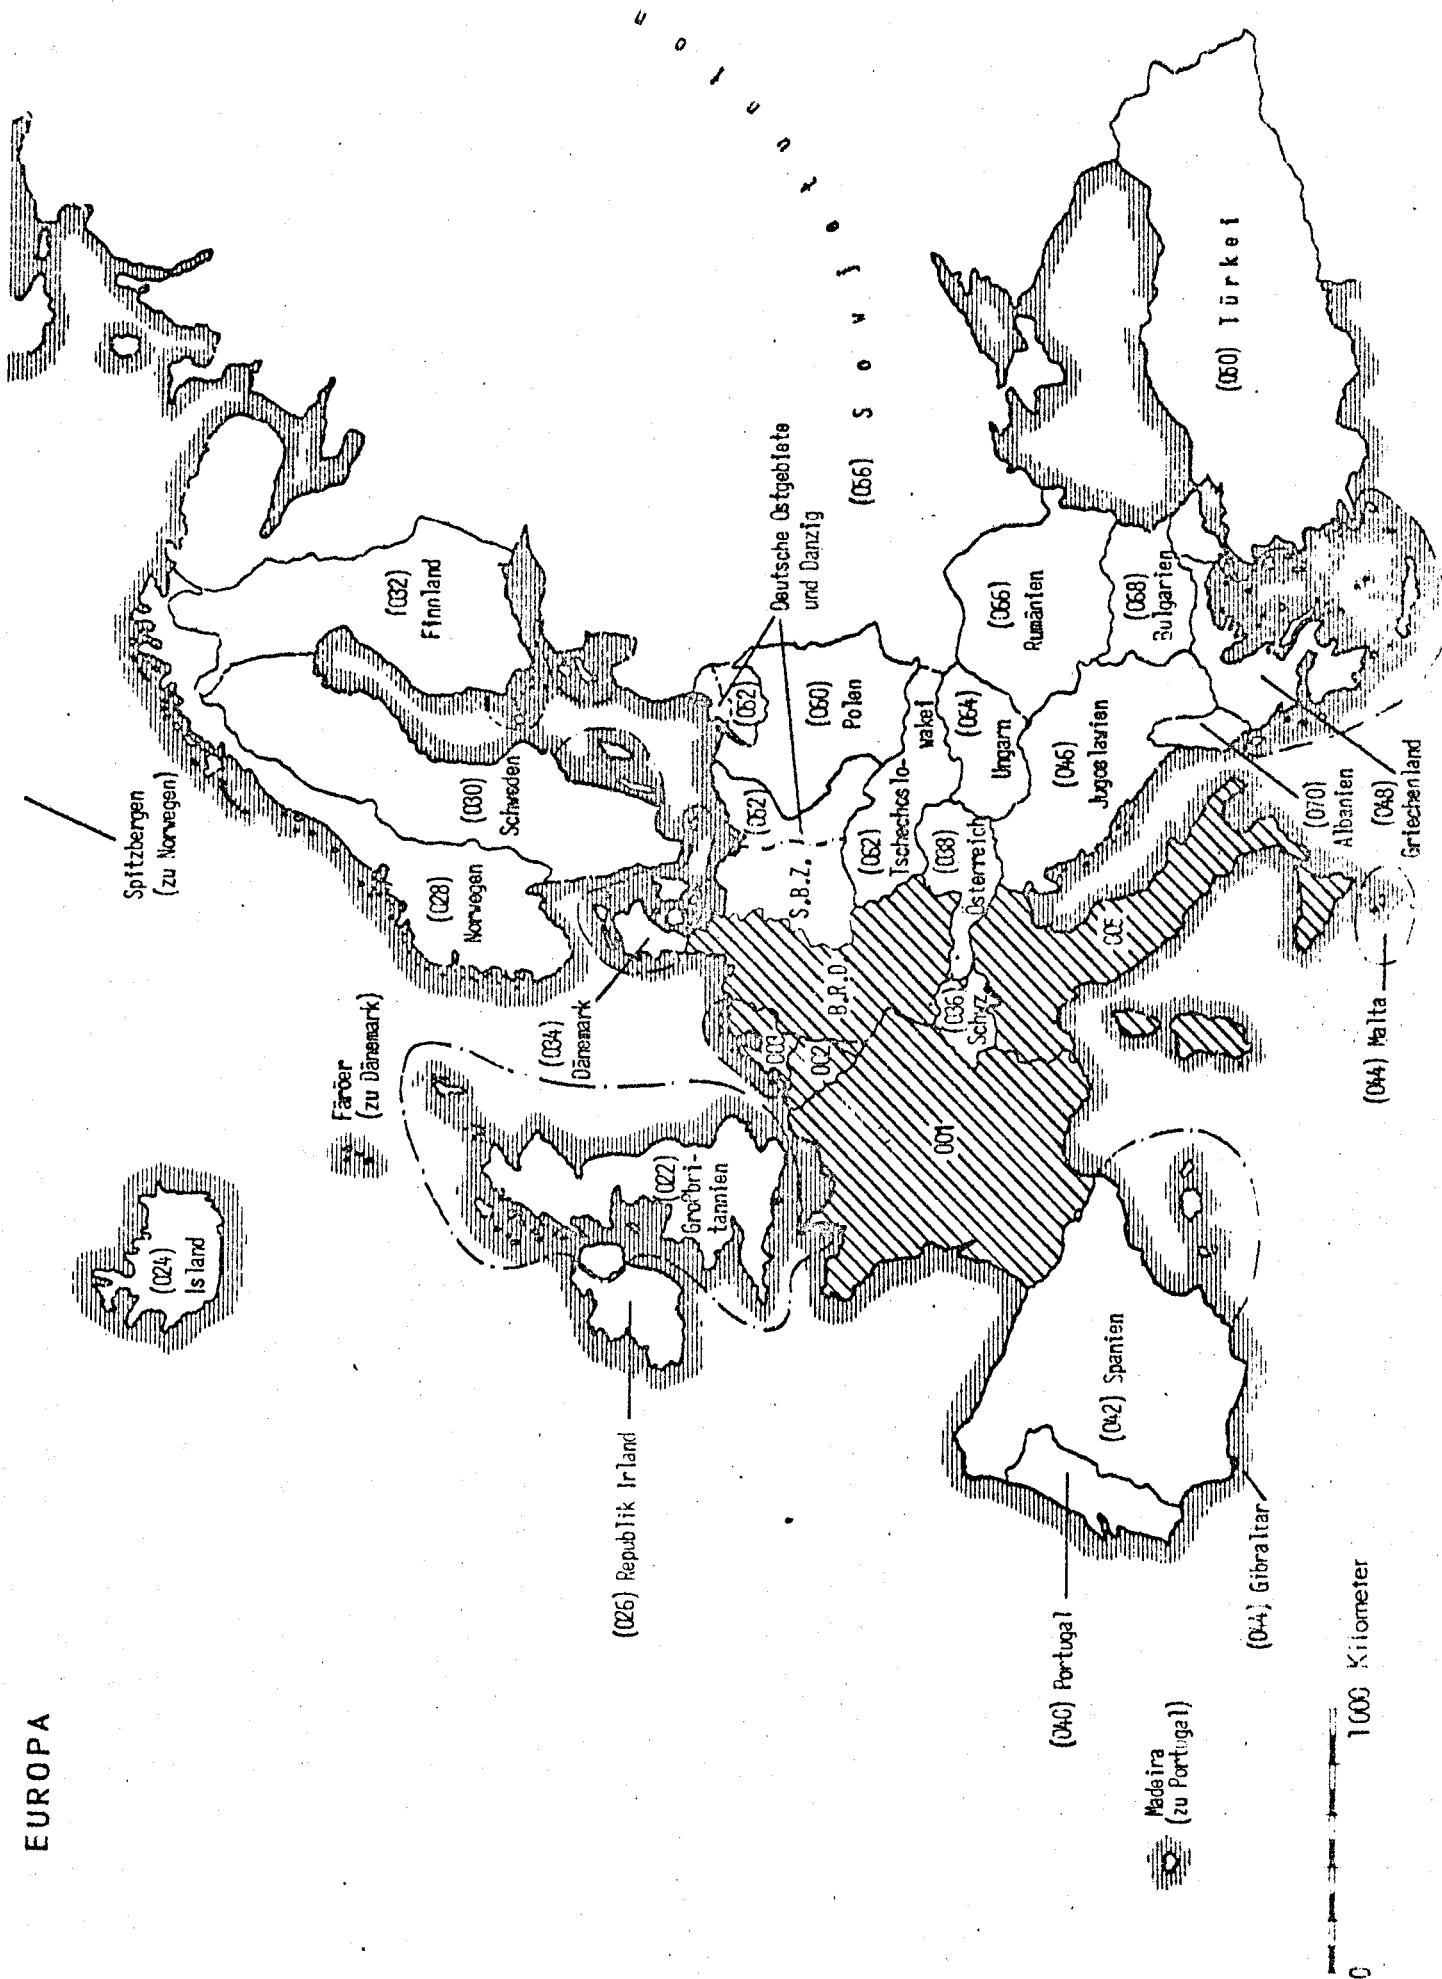 EUROPA
Spitzbergen
(zu Norwegen)
(024)
Island
Färöer
(zu Dänemark)
(028)
Norwegen
(030)
Schweden
(032)
Finnland
(026) Republik Irland
(022)
Großbri-
tannien
(034)
Dänemark
Deutsche Ostgebiete
und Danzig
(056) Sowjetunion
(052)
(052)
(060)
Polen
S.B.Z.
B.R.D.
003
002
001
(062)
Tschechoslo-
wakei
(038)
Österreich
(036)
Schwz.
(064)
Ungarn
(066)
Rumänien
(046)
Jugoslawien
(068)
Bulgarien
005
(040) Portugal
(042) Spanien
(044) Gibraltar
Madeira
(zu Portugal)
(044) Malta
(070)
Albanien
(048)
Griechenland
(050) Türkei
0 1000 Kilometer